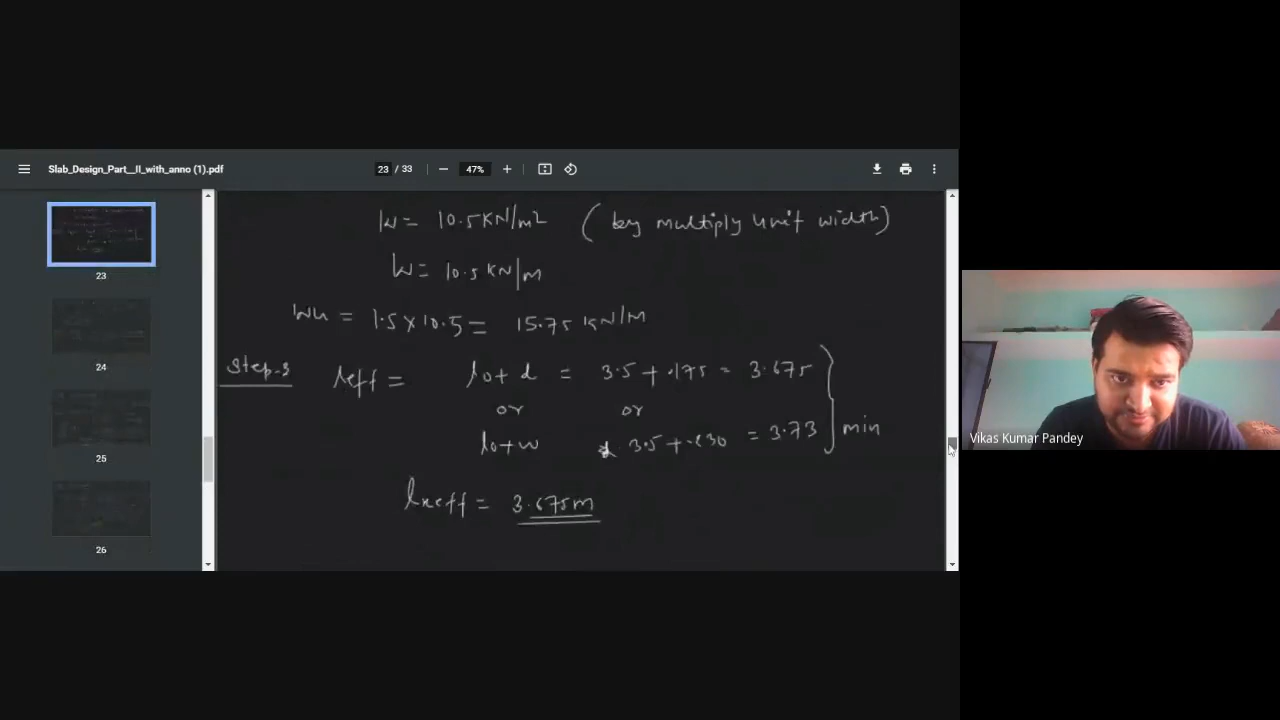 Slab_Design_Part__II_with_anno (1).pdf
23 / 33
47%
23
24
25
26
W = 10.5 KN/m2 (by multiply unit width)
W = 10.5 KN/m
Wu = 1.5 x 10.5 = 15.75 KN/M
Step-3 leff = lo + d = 3.5 + .175 = 3.675
or or
lo + w 3.5 + .230 = 3.73 min
lxeff = 3.675m
Vikas Kumar Pandey